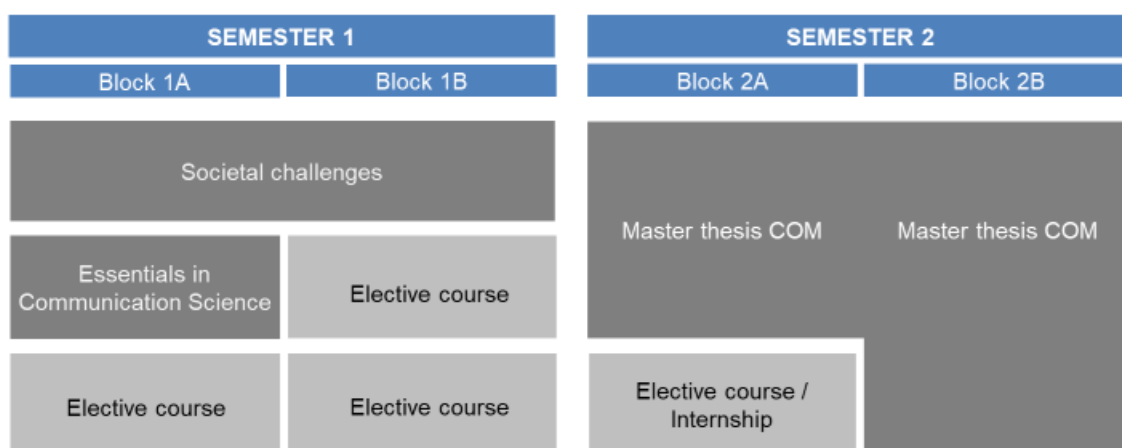 SEMESTER 1
SEMESTER 2
Block 1A
Block 1B
Block 2A
Block 2B
Societal challenges
Master thesis COM
Master thesis COM
Essentials in
Communication Science
Elective course
Elective course
Elective course
Elective course /
Internship